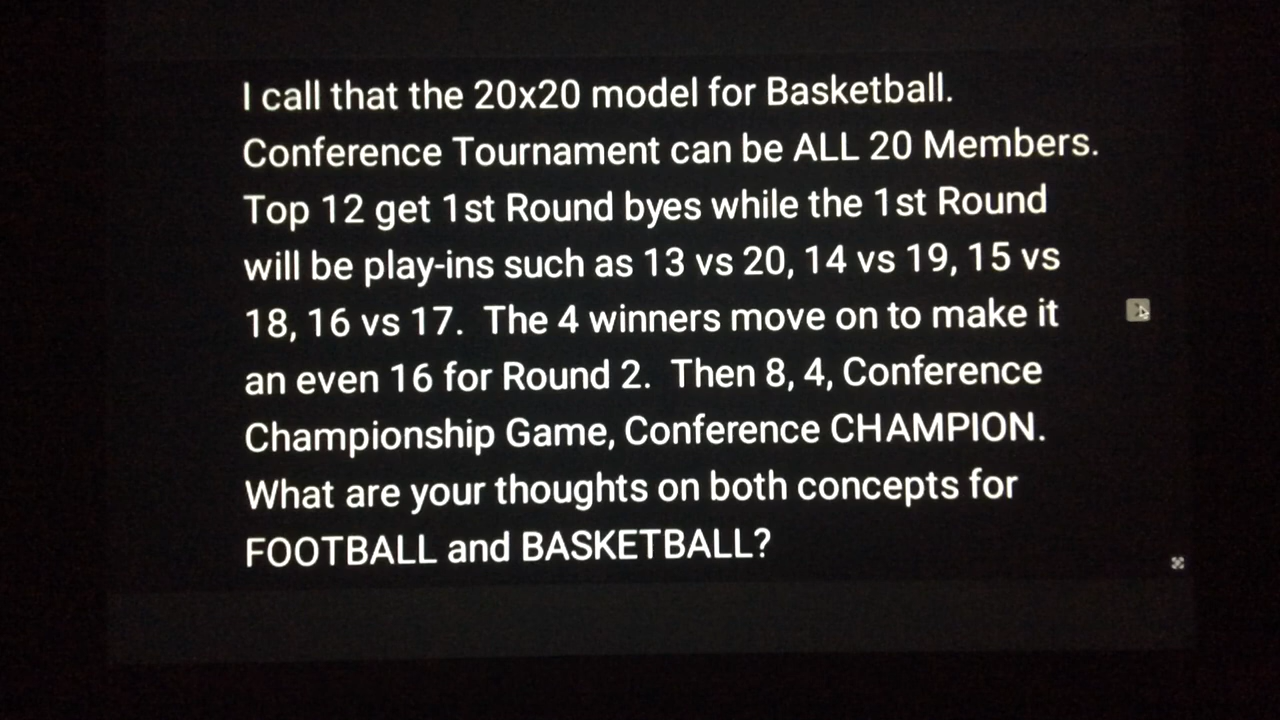 I call that the 20x20 model for Basketball.
Conference Tournament can be ALL 20 Members.
Top 12 get 1st Round byes while the 1st Round
will be play-ins such as 13 vs 20, 14 vs 19, 15 vs
18, 16 vs 17.  The 4 winners move on to make it
an even 16 for Round 2.  Then 8, 4, Conference
Championship Game, Conference CHAMPION.
What are your thoughts on both concepts for
FOOTBALL and BASKETBALL?